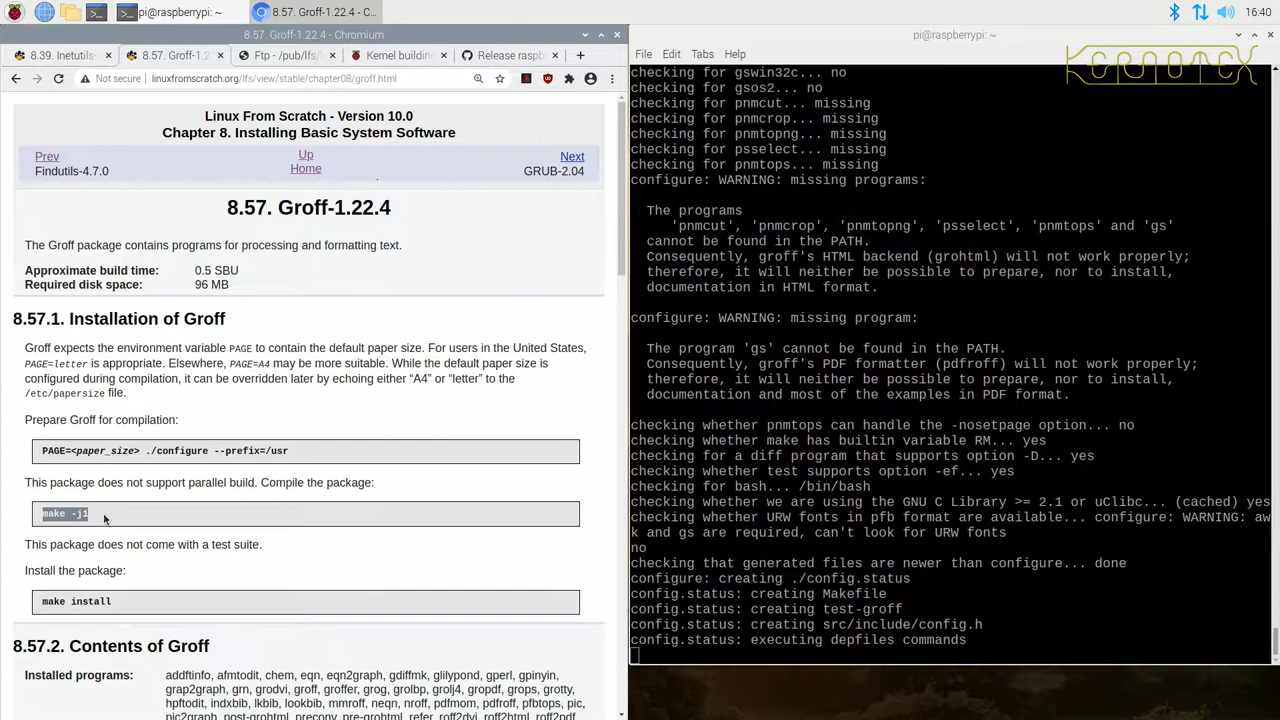 pi@raspberrypi: ~
8.57. Groff-1.22.4 - C...
16:40
8.57. Groff-1.22.4 - Chromium
8.39. Inetutils-
8.57. Groff-1.2
Ftp - /pub/lfs/
Kernel building
Release raspb
Not secure | linuxfromscratch.org/lfs/view/stable/chapter08/groff.html
Linux From Scratch - Version 10.0
Chapter 8. Installing Basic System Software
Prev
Up
Next
Findutils-4.7.0
Home
GRUB-2.04
8.57. Groff-1.22.4
The Groff package contains programs for processing and formatting text.
Approximate build time: 0.5 SBU
Required disk space: 96 MB
8.57.1. Installation of Groff
Groff expects the environment variable PAGE to contain the default paper size. For users in the United States,
PAGE=letter is appropriate. Elsewhere, PAGE=A4 may be more suitable. While the default paper size is
configured during compilation, it can be overridden later by echoing either “A4” or “letter” to the
/etc/papersize file.
Prepare Groff for compilation:
PAGE=<paper_size> ./configure --prefix=/usr
This package does not support parallel build. Compile the package:
make -j1
This package does not come with a test suite.
Install the package:
make install
8.57.2. Contents of Groff
Installed programs: addftinfo, afmtodit, chem, eqn, eqn2graph, gdiffmk, glilypond, gperl, gpinyin,
grap2graph, grn, grodvi, groff, groffer, grog, grolbp, grolj4, gropdf, grops, grotty,
hpftodit, indxbib, lkbib, lookbib, mmroff, neqn, nroff, pdfmom, pdfroff, pfbtops, pic,
pic2graph, post-grohtml, preconv, pre-grohtml, refer, roff2dvi, roff2html, roff2pdf,
pi@raspberrypi: ~
File Edit Tabs Help
KERNOTEX
checking for gswin32c... no
checking for gsos2... no
checking for pnmcut... missing
checking for pnmcrop... missing
checking for pnmtopng... missing
checking for psselect... missing
checking for pnmtops... missing
configure: WARNING: missing programs:
The programs
'pnmcut', 'pnmcrop', 'pnmtopng', 'psselect', 'pnmtops' and 'gs'
cannot be found in the PATH.
Consequently, groff's HTML backend (grohtml) will not work properly;
therefore, it will neither be possible to prepare, nor to install,
documentation in HTML format.
configure: WARNING: missing program:
The program 'gs' cannot be found in the PATH.
Consequently, groff's PDF formatter (pdfroff) will not work properly;
therefore, it will neither be possible to prepare, nor to install,
documentation and most of the examples in PDF format.
checking whether pnmtops can handle the -nosetpage option... no
checking whether make has builtin variable RM... yes
checking for a diff program that supports option -D... yes
checking whether test supports option -ef... yes
checking for bash... /bin/bash
checking whether we are using the GNU C Library >= 2.1 or uClibc... (cached) yes
checking whether URW fonts in pfb format are available... configure: WARNING: aw
k and gs are required, can't look for URW fonts
no
checking that generated files are newer than configure... done
configure: creating ./config.status
config.status: creating Makefile
config.status: creating test-groff
config.status: creating src/include/config.h
config.status: executing depfiles commands